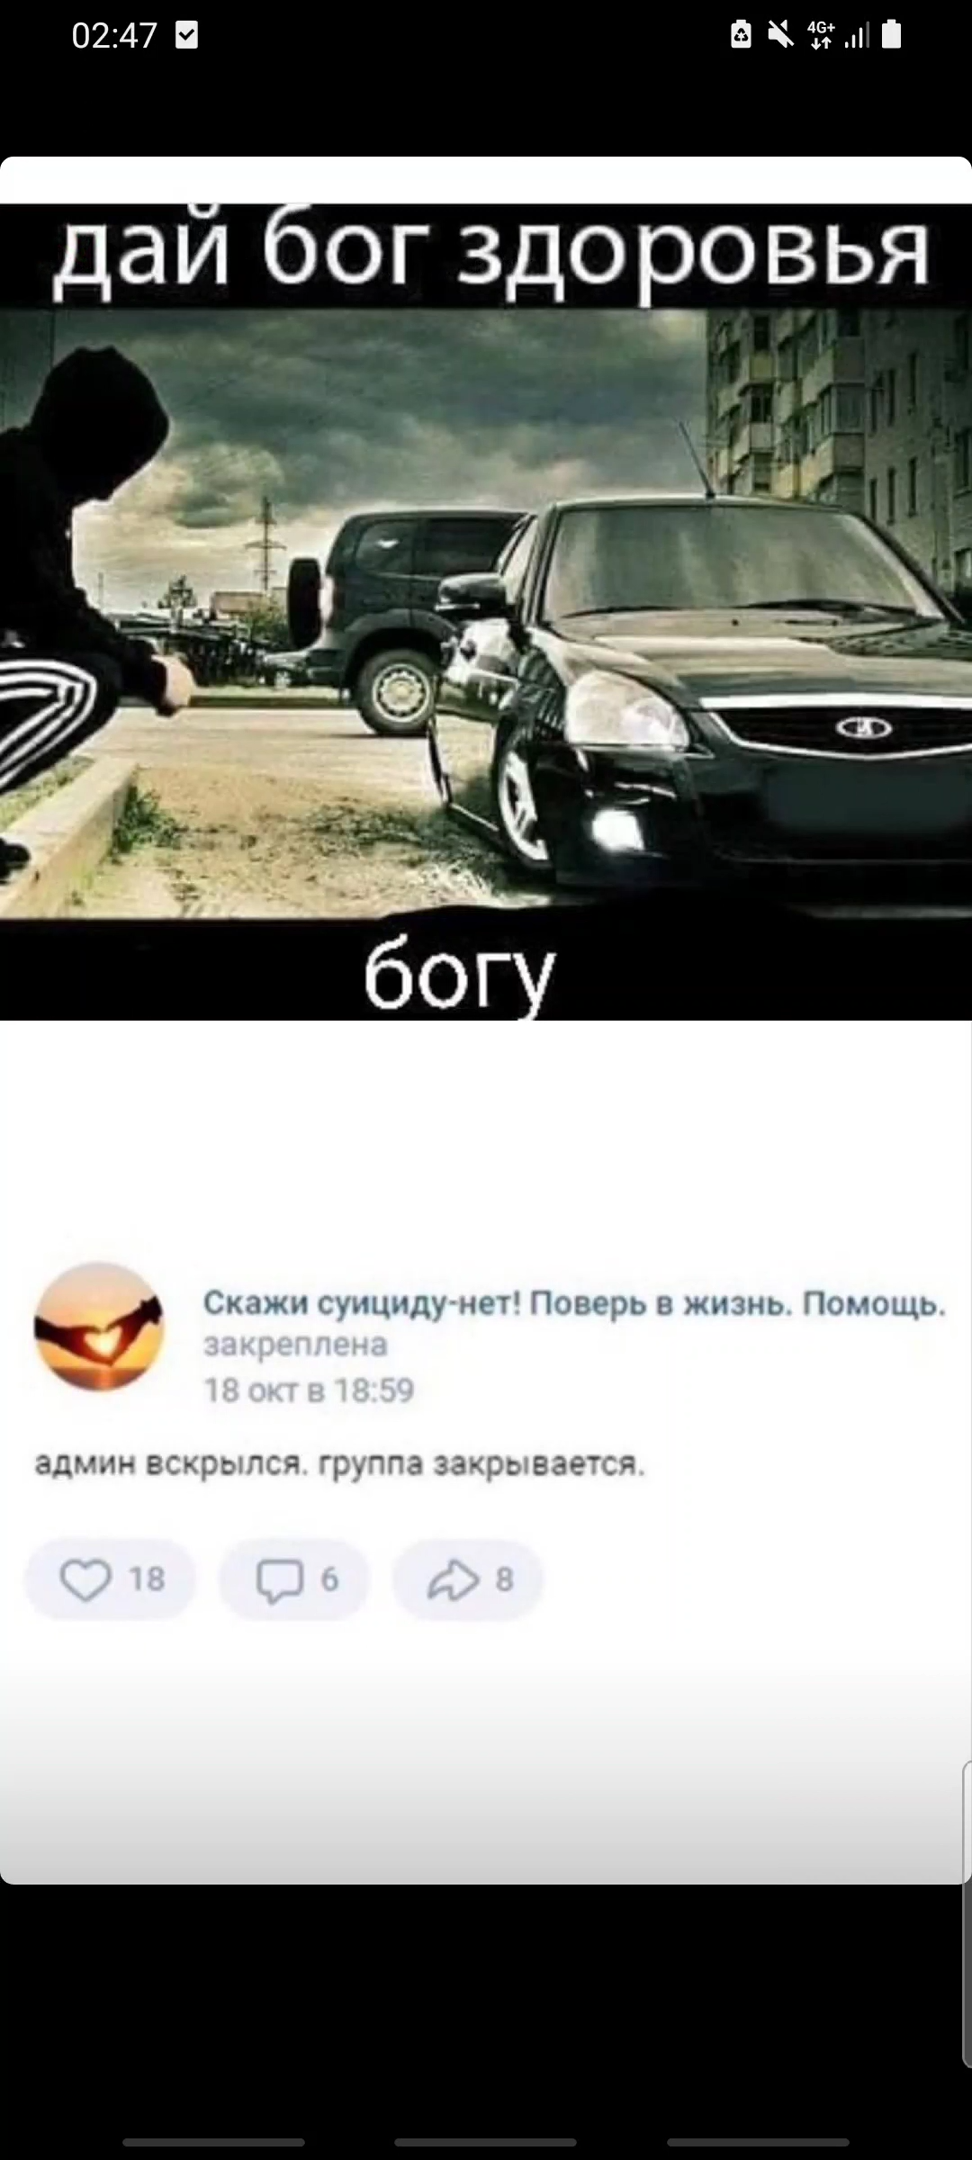 02:47
4G+
дай бог здоровья
богу
Скажи суициду-нет! Поверь в жизнь. Помощь.
закреплена
18 окт в 18:59
админ вскрылся. группа закрывается.
18 6 8